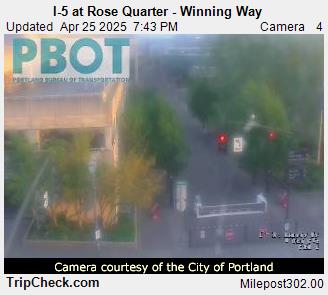 I-5 at Rose Quarter - Winning Way
Updated Apr 25 2025 7:43 PM Camera 4
PBOT
PORTLAND BUREAU OF TRANSPORTATION
Camera courtesy of the City of Portland
TripCheck.com Milepost302.00